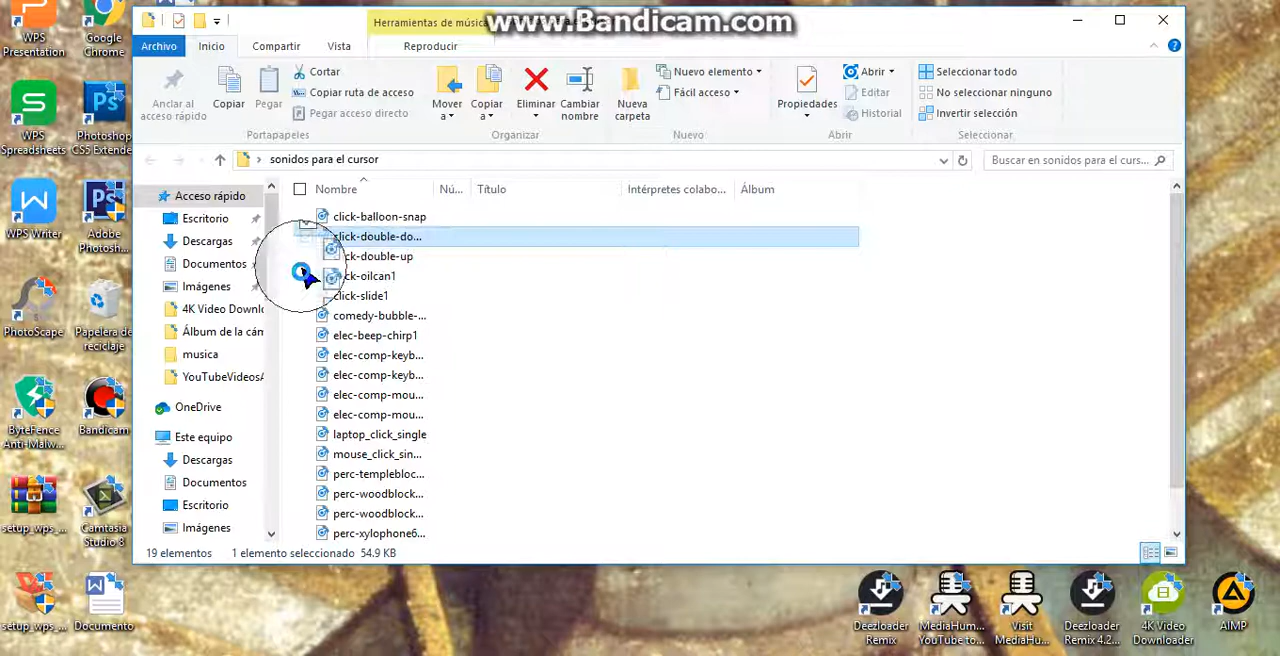 www.Bandicam.com
WPS Presentation
Google Chrome
WPS Spreadsheets
Photoshop CS5 Extende...
WPS Writer
Adobe Photosh...
PhotoScape
Papelera de reciclaje
ByteFence Anti-Malw...
Bandicam
setup_wps_...
Camtasia Studio 8
setup_wps_...
Documento
Herramientas de música
Archivo
Inicio
Compartir
Vista
Reproducir
Anclar al acceso rápido
Copiar
Pegar
Cortar
Copiar ruta de acceso
Pegar acceso directo
Portapapeles
Mover a
Copiar a
Eliminar
Cambiar nombre
Organizar
Nueva carpeta
Nuevo elemento
Fácil acceso
Nuevo
Propiedades
Abrir
Editar
Historial
Abrir
Seleccionar todo
No seleccionar ninguno
Invertir selección
Seleccionar
sonidos para el cursor
Buscar en sonidos para el curs...
Acceso rápido
Escritorio
Descargas
Documentos
Imágenes
4K Video Downl
Álbum de la cám
musica
YouTubeVideosA
OneDrive
Este equipo
Descargas
Documentos
Escritorio
Imágenes
Nombre
Nú...
Título
Intérpretes colabo...
Álbum
click-balloon-snap
click-double-do...
ck-double-up
ck-oilcan1
click-slide1
comedy-bubble-...
elec-beep-chirp1
elec-comp-keyb...
elec-comp-keyb...
elec-comp-mou...
elec-comp-mou...
laptop_click_single
mouse_click_sin...
perc-templebloc...
perc-woodblock...
perc-woodblock...
perc-xylophone6...
19 elementos
1 elemento seleccionado 54.9 KB
Deezloader Remix
MediaHum... YouTube to...
Visit MediaHu...
Deezloader Remix 4.2...
4K Video Downloader
AIMP